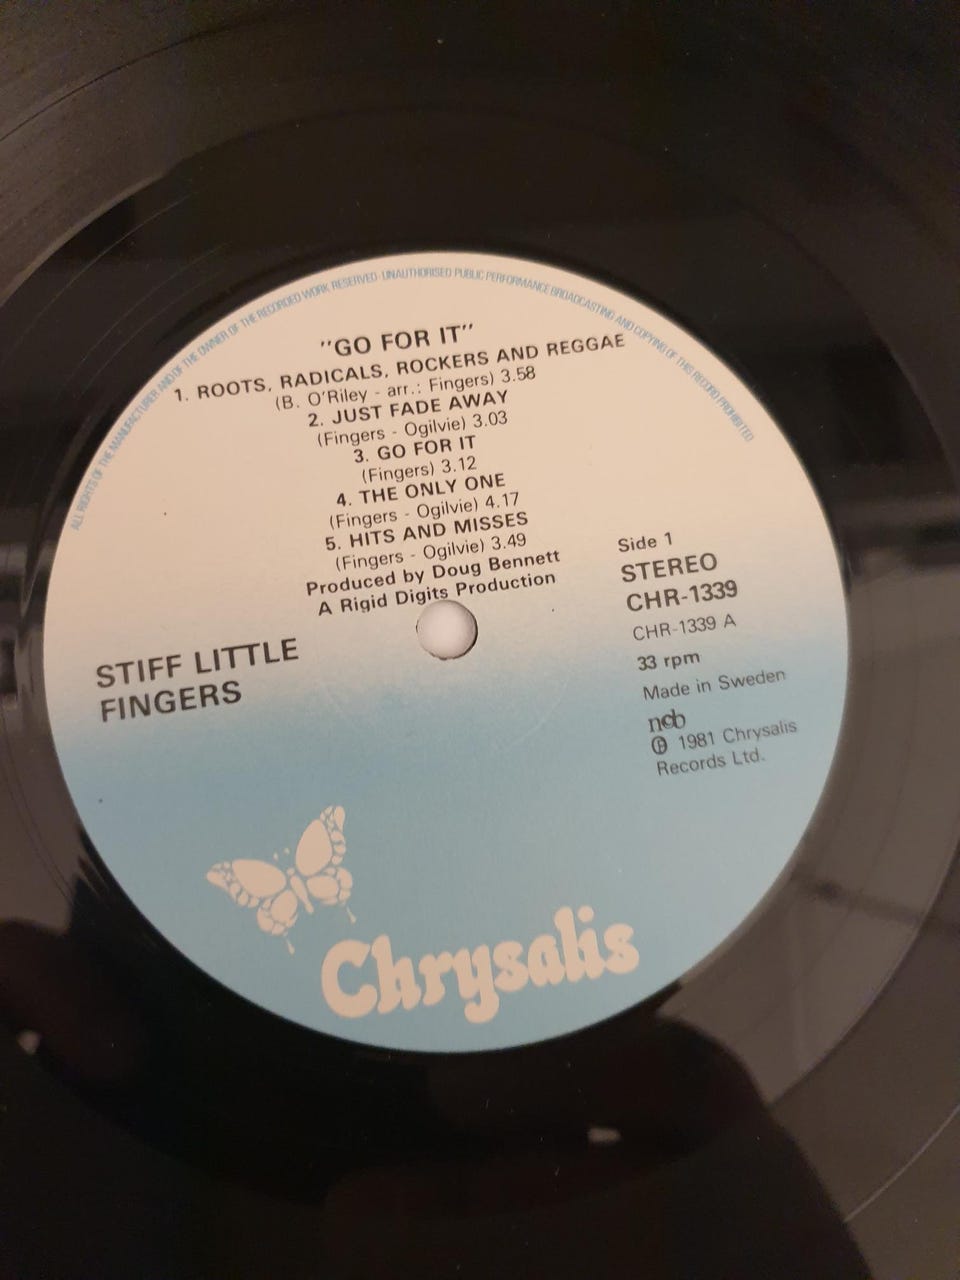 ALL RIGHTS OF THE MANUFACTURER AND OF THE OWNER OF THE RECORDED WORK RESERVED · UNAUTHORISED PUBLIC PERFORMANCE BROADCASTING AND COPYING OF THIS RECORD PROHIBITED
"GO FOR IT"
1. ROOTS, RADICALS, ROCKERS AND REGGAE
(B. O'Riley - arr.: Fingers) 3.58
2. JUST FADE AWAY
(Fingers - Ogilvie) 3.03
3. GO FOR IT
(Fingers) 3.12
4. THE ONLY ONE
(Fingers - Ogilvie) 4.17
5. HITS AND MISSES
(Fingers - Ogilvie) 3.49
Produced by Doug Bennett
A Rigid Digits Production
STIFF LITTLE
FINGERS
Side 1
STEREO
CHR-1339
CHR-1339 A
33 rpm
Made in Sweden
ncb
Ⓟ 1981 Chrysalis
Records Ltd.
Chrysalis